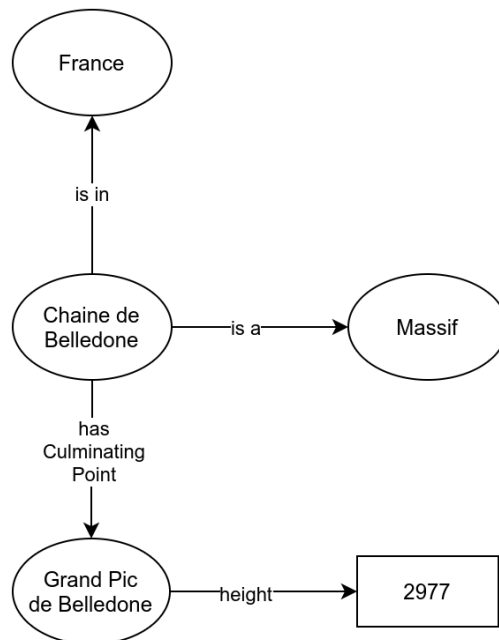 France
is in
Chaine de
Belledone
is a
Massif
has
Culminating
Point
Grand Pic
de Belledone
height
2977